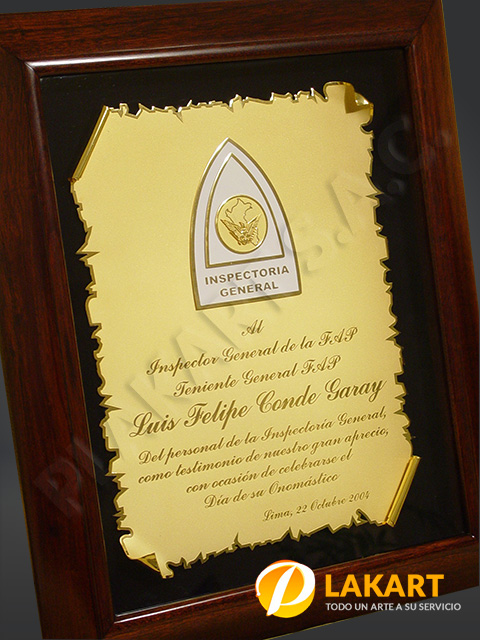 INSPECTORIA
GENERAL
Al
Inspector General de la FAP
Teniente General FAP
Luis Felipe Conde Garay
Del personal de la Inspectoría General,
como testimonio de nuestro gran aprecio,
con ocasión de celebrarse el
Día de su Onomástico
Lima, 22 Octubre 2004
PLAKART S.A.C.
PLAKART
TODO UN ARTE A SU SERVICIO